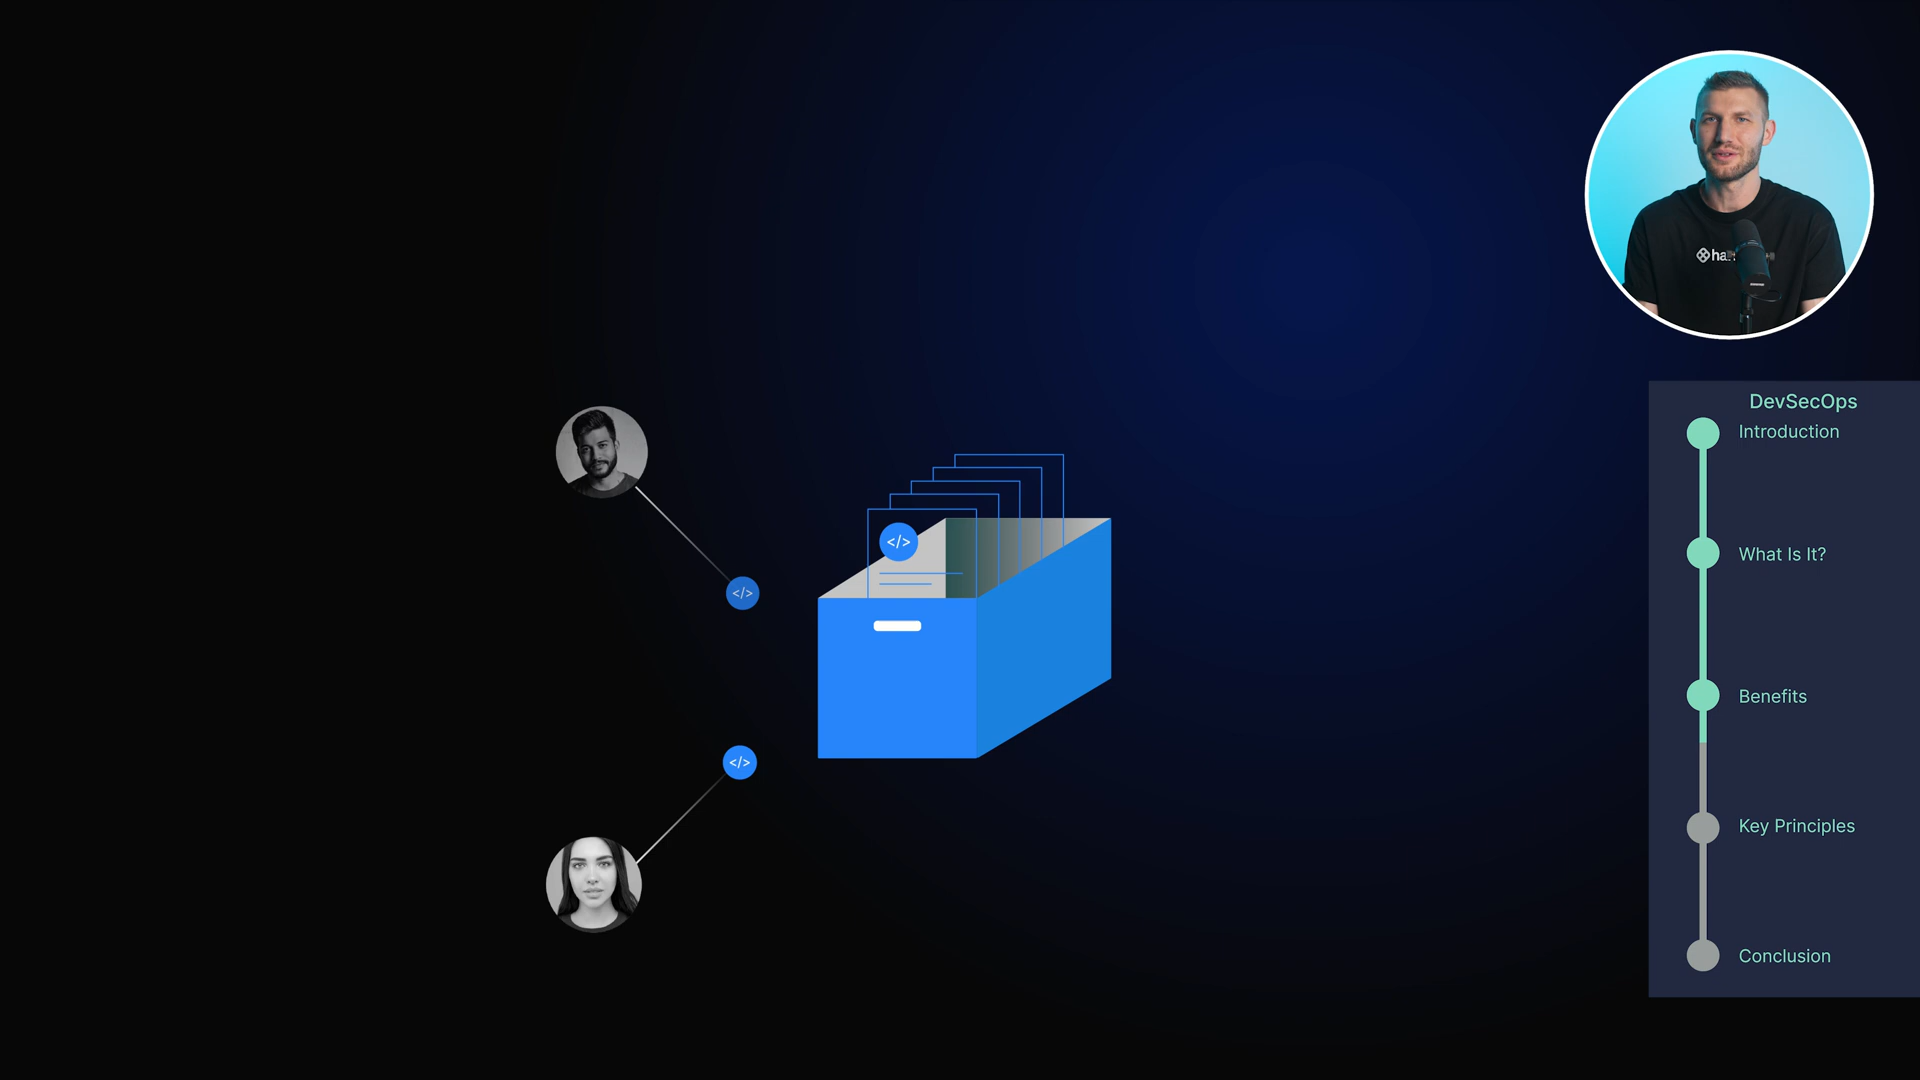 DevSecOps
Introduction
What Is It?
Benefits
Key Principles
Conclusion
</>
</>
</>